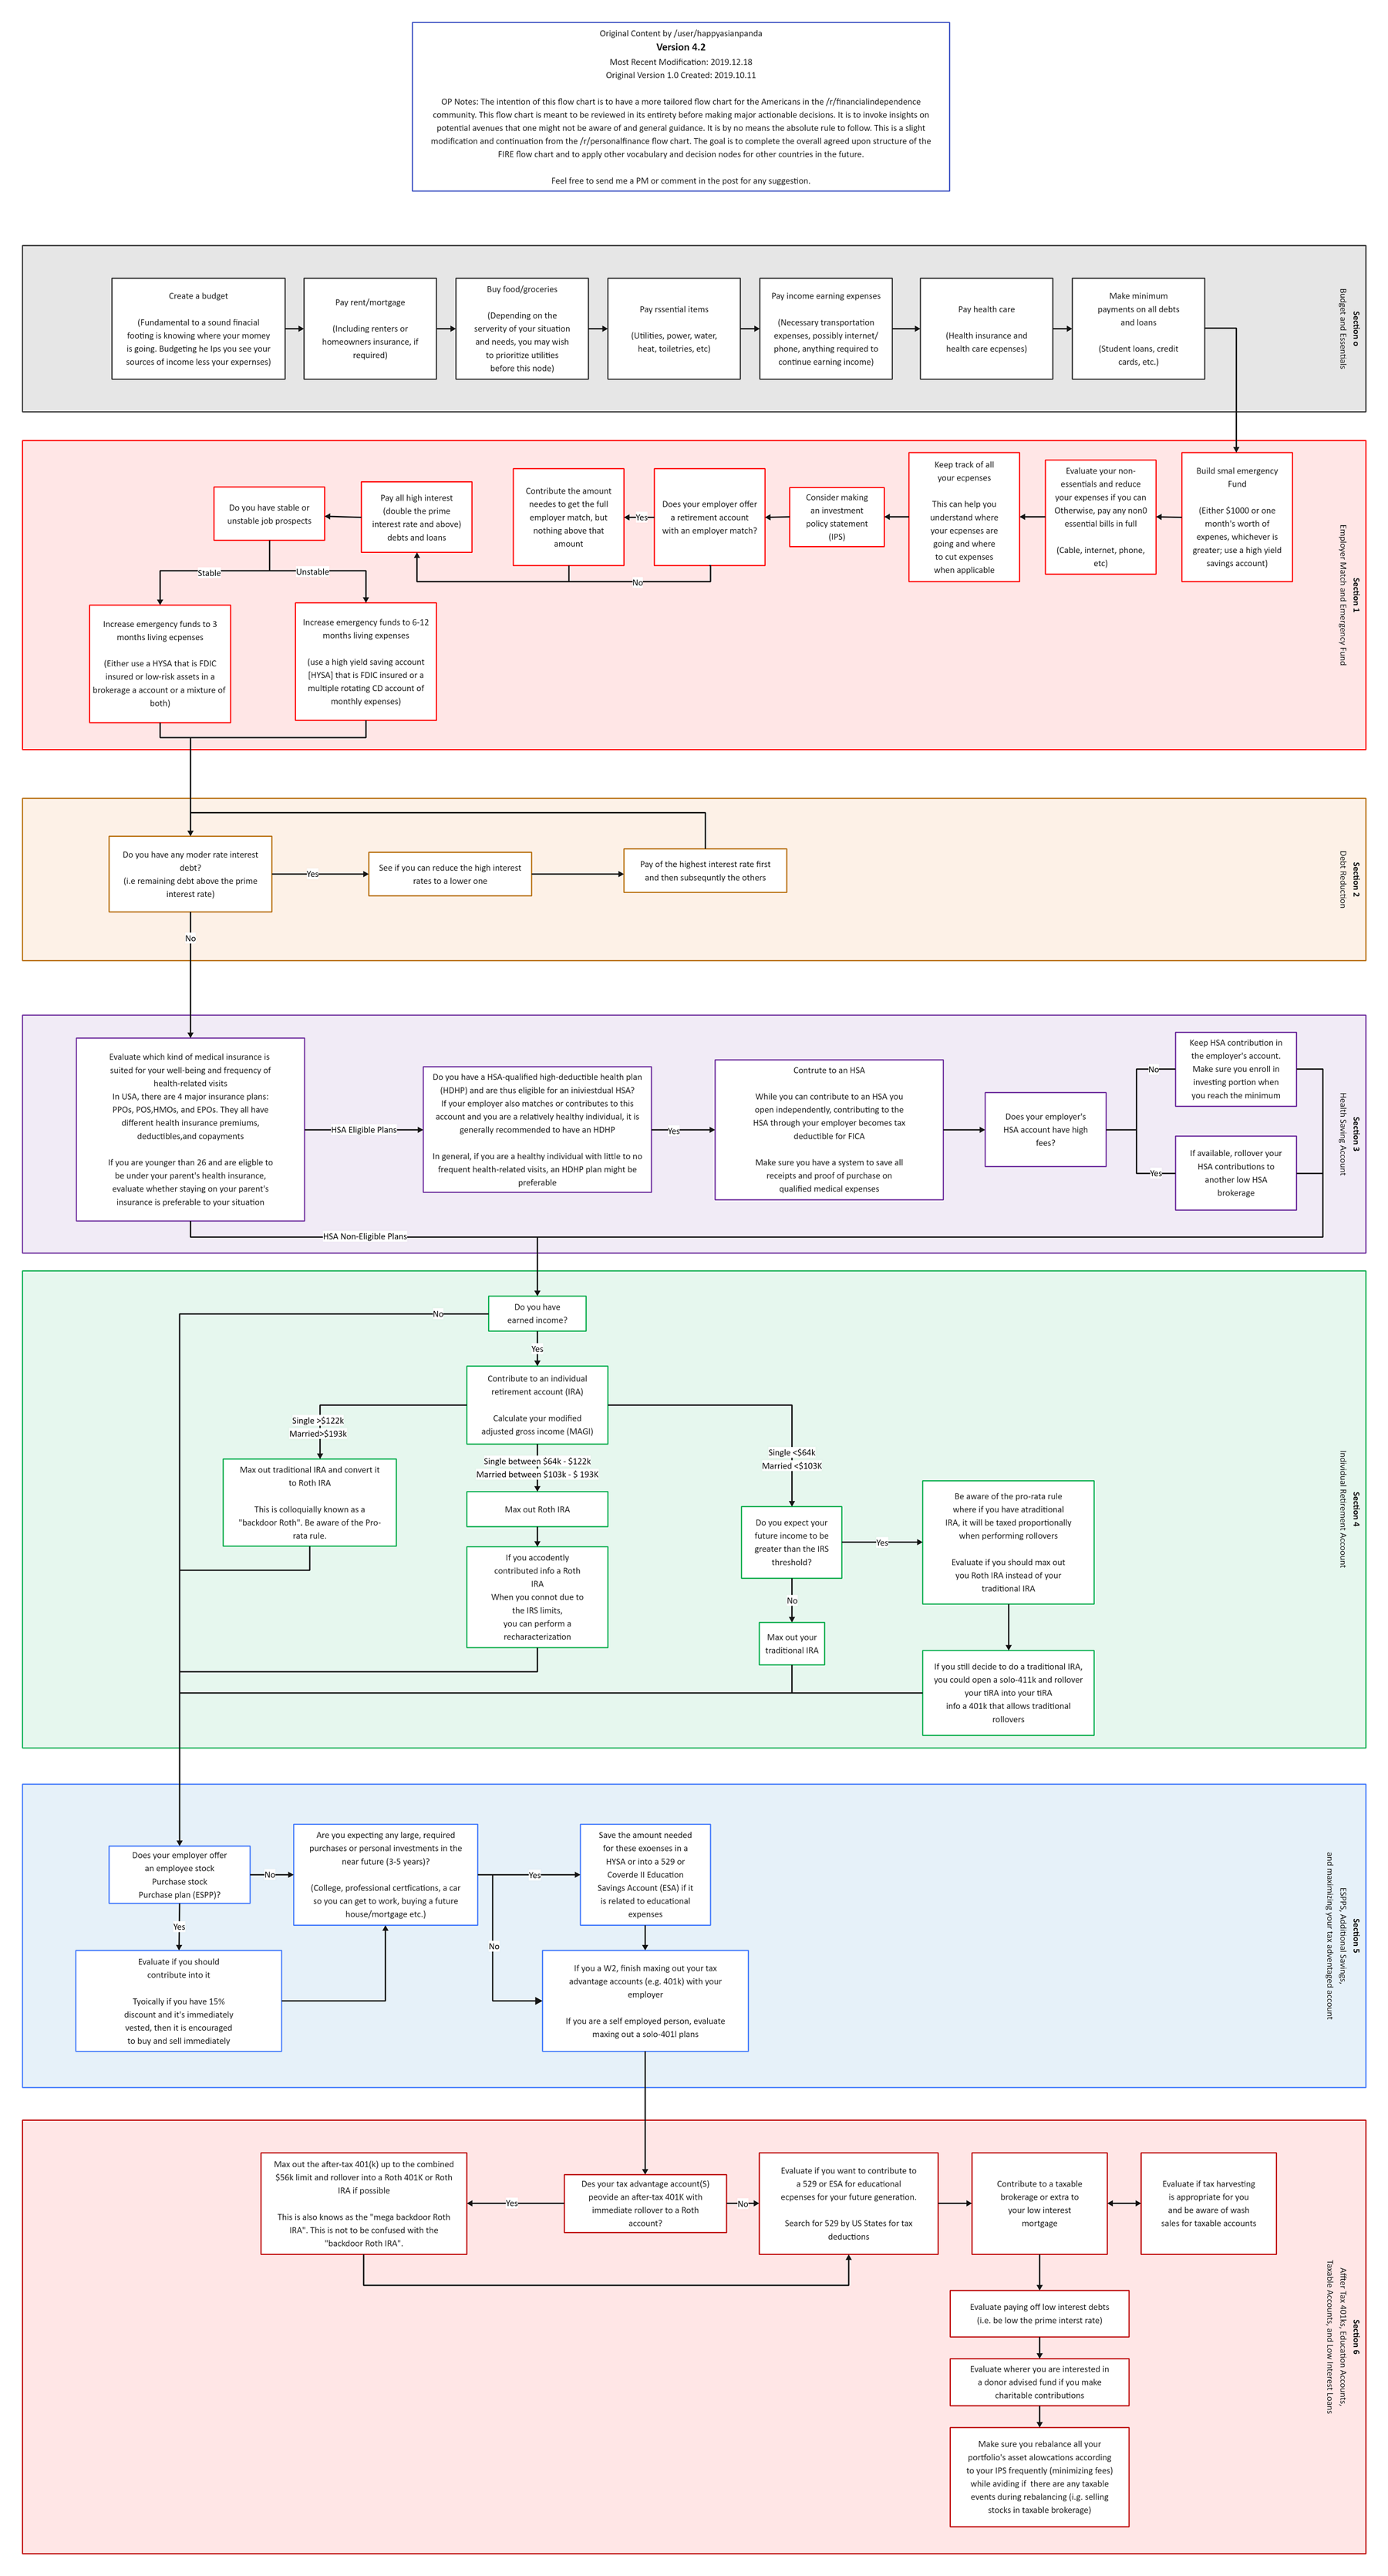 Original Content by /user/happyasianpanda
Version 4.2
Most Recent Modification: 2019.12.18
Original Version 1.0 Created: 2019.10.11
OP Notes: The intention of this flow chart is to have a more tailored flow chart for the Americans in the /r/financialindependence
community. This flow chart is meant to be reviewed in its entirety before making major actionable decisions. It is to invoke insights on
potential avenues that one might not be aware of and general guidance. It is by no means the absolute rule to follow. This is a slight
modification and continuation from the /r/personalfinance flow chart. The goal is to complete the overall agreed upon structure of the
FIRE flow chart and to apply other vocabulary and decision nodes for other countries in the future.
Feel free to send me a PM or comment in the post for any suggestion.
Section o
Budget and Essentials
Create a budget
(Fundamental to a sound finacial
footing is knowing where your money
is going. Budgeting he lps you see your
sources of income less your expernses)
Pay rent/mortgage
(Including renters or
homeowners insurance, if
required)
Buy food/groceries
(Depending on the
serverity of your situation
and needs, you may wish
to prioritize utilities
before this node)
Pay rssential items
(Utilities, power, water,
heat, toiletries, etc)
Pay income earning expenses
(Necessary transportation
expenses, possibly internet/
phone, anything required to
continue earning income)
Pay health care
(Health insurance and
health care ecpenses)
Make minimum
payments on all debts
and loans
(Student loans, credit
cards, etc.)
Section 1
Employer Match and Emergency Fund
Build smal emergency
Fund
(Either $1000 or one
month's worth of
expenes, whichever is
greater; use a high yield
savings account)
Evaluate your non-
essentials and reduce
your expenses if you can
Otherwise, pay any non0
essential bills in full
(Cable, internet, phone,
etc)
Keep track of all
your ecpenses
This can help you
understand where
your ecpenses are
going and where
to cut expenses
when applicable
Consider making
an investment
policy statement
(IPS)
Does your employer offer
a retirement account
with an employer match?
Yes
Contribute the amount
needes to get the full
employer match, but
nothing above that
amount
No
Pay all high interest
(double the prime
interest rate and above)
debts and loans
Do you have stable or
unstable job prospects
Stable
Unstable
Increase emergency funds to 3
months living ecpenses
(Either use a HYSA that is FDIC
insured or low-risk assets in a
brokerage a account or a mixture of
both)
Increase emergency funds to 6-12
months living expenses
(use a high yield saving account
[HYSA] that is FDIC insured or a
multiple rotating CD account of
monthly expenses)
Section 2
Debt Reduction
Do you have any moder rate interest
debt?
(i.e remaining debt above the prime
interest rate)
Yes
See if you can reduce the high interest
rates to a lower one
Pay of the highest interest rate first
and then subsequntly the others
No
Section 3
Health Saving Account
Evaluate which kind of medical insurance is
suited for your well-being and frequency of
health-related visits
In USA, there are 4 major insurance plans:
PPOs, POS,HMOs, and EPOs. They all have
different health insurance premiums,
deductibles,and copayments
If you are younger than 26 and are eligble to
be under your parent's health insurance,
evaluate whether staying on your parent's
insurance is preferable to your situation
HSA Eligible Plans
Do you have a HSA-qualified high-deductible health plan
(HDHP) and are thus eligible for an iniviestdual HSA?
If your employer also matches or contributes to this
account and you are a relatively healthy individual, it is
generally recommended to have an HDHP
In general, if you are a healthy individual with little to no
frequent health-related visits, an HDHP plan might be
preferable
Yes
Contrute to an HSA
While you can contribute to an HSA you
open independently, contributing to the
HSA through your employer becomes tax
deductible for FICA
Make sure you have a system to save all
receipts and proof of purchase on
qualified medical expenses
Does your employer's
HSA account have high
fees?
No
Keep HSA contribution in
the employer's account.
Make sure you enroll in
investing portion when
you reach the minimum
Yes
If available, rollover your
HSA contributions to
another low HSA
brokerage
HSA Non-Eligible Plans
Section 4
Individual Retirement Acoount
Do you have
earned income?
No
Yes
Contribute to an individual
retirement account (IRA)
Calculate your modified
adjusted gross income (MAGI)
Single >$122k
Married>$193k
Max out traditional IRA and convert it
to Roth IRA
This is colloquially known as a
"backdoor Roth". Be aware of the Pro-
rata rule.
Single between $64k - $122k
Married between $103k - $ 193K
Max out Roth IRA
If you accodently
contributed info a Roth
IRA
When you connot due to
the IRS limits,
you can perform a
recharacterization
Single <$64k
Married <$103K
Do you expect your
future income to be
greater than the IRS
threshold?
Yes
Be aware of the pro-rata rule
where if you have atraditional
IRA, it will be taxed proportionally
when performing rollovers
Evaluate if you should max out
you Roth IRA instead of your
traditional IRA
No
Max out your
traditional IRA
If you still decide to do a traditional IRA,
you could open a solo-411k and rollover
your tiRA into your tiRA
info a 401k that allows traditional
rollovers
Section 5
ESPPS, Additional Savings,
and maximizing your tax advantaged account
Does your employer offer
an employee stock
Purchase stock
Purchase plan (ESPP)?
No
Yes
Evaluate if you should
contribute into it
Tyoically if you have 15%
discount and it's immediately
vested, then it is encouraged
to buy and sell immediately
Are you expecting any large, required
purchases or personal investments in the
near future (3-5 years)?
(College, professional certfications, a car
so you can get to work, buying a future
house/mortgage etc.)
Yes
No
Save the amount needed
for these exoenses in a
HYSA or into a 529 or
Coverde II Education
Savings Account (ESA) if it
is related to educational
expenses
If you a W2, finish maxing out your tax
advantage accounts (e.g. 401k) with your
employer
If you are a self employed person, evaluate
maxing out a solo-401l plans
Section 6
Affter Tax 401ks, Education Accounts,
Taxable Accounts, and Low Interest Loans
Des your tax advantage account(S)
peovide an after-tax 401K with
immediate rollover to a Roth
account?
Yes
Max out the after-tax 401(k) up to the combined
$56k limit and rollover into a Roth 401K or Roth
IRA if possible
This is also knows as the "mega backdoor Roth
IRA". This is not to be confused with the
"backdoor Roth IRA".
No
Evaluate if you want to contribute to
a 529 or ESA for educational
ecpenses for your future generation.
Search for 529 by US States for tax
deductions
Contribute to a taxable
brokerage or extra to
your low interest
mortgage
Evaluate if tax harvesting
is appropriate for you
and be aware of wash
sales for taxable accounts
Evaluate paying off low interest debts
(i.e. be low the prime interst rate)
Evaluate wherer you are interested in
a donor advised fund if you make
charitable contributions
Make sure you rebalance all your
portfolio's asset alowcations according
to your IPS frequently (minimizing fees)
while aviding if there are any taxable
events during rebalancing (i.g. selling
stocks in taxable brokerage)